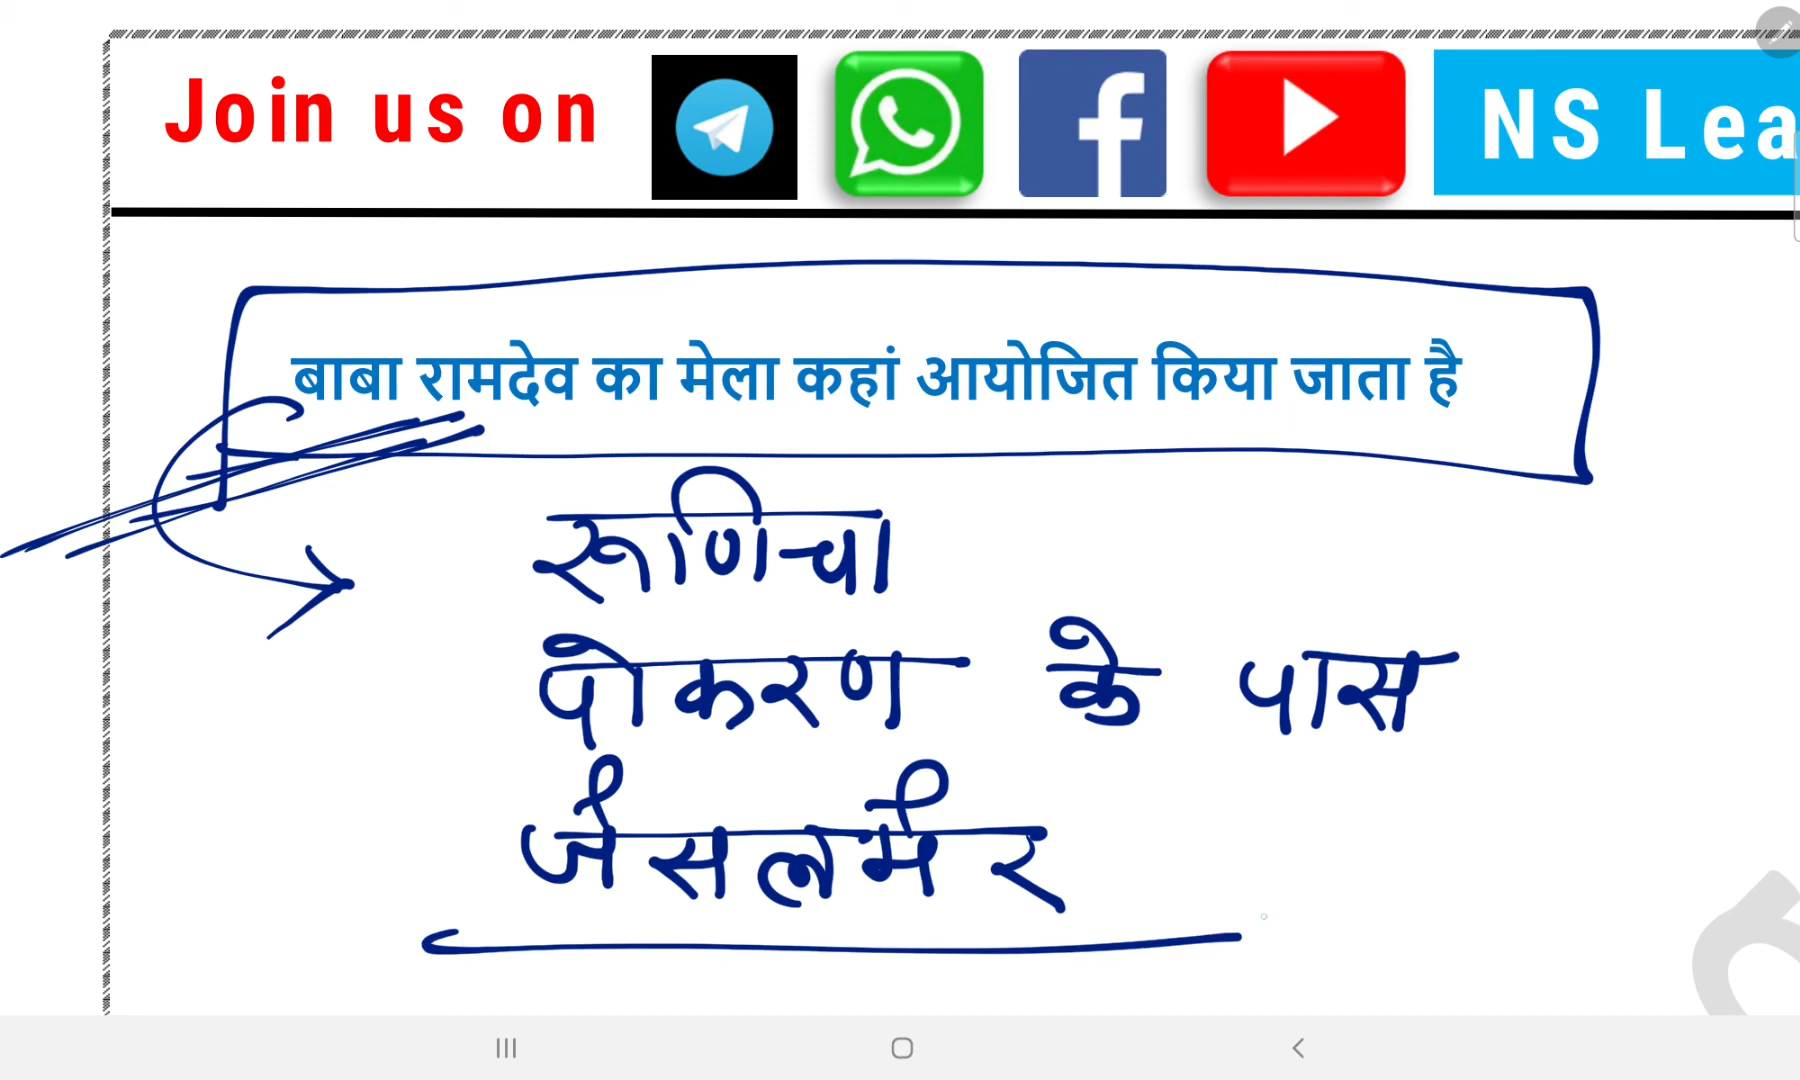 Join us on NS Lea
बाबा रामदेव का मेला कहां आयोजित किया जाता है
रूणिचा
पोकरण के पास
जैसलमेर